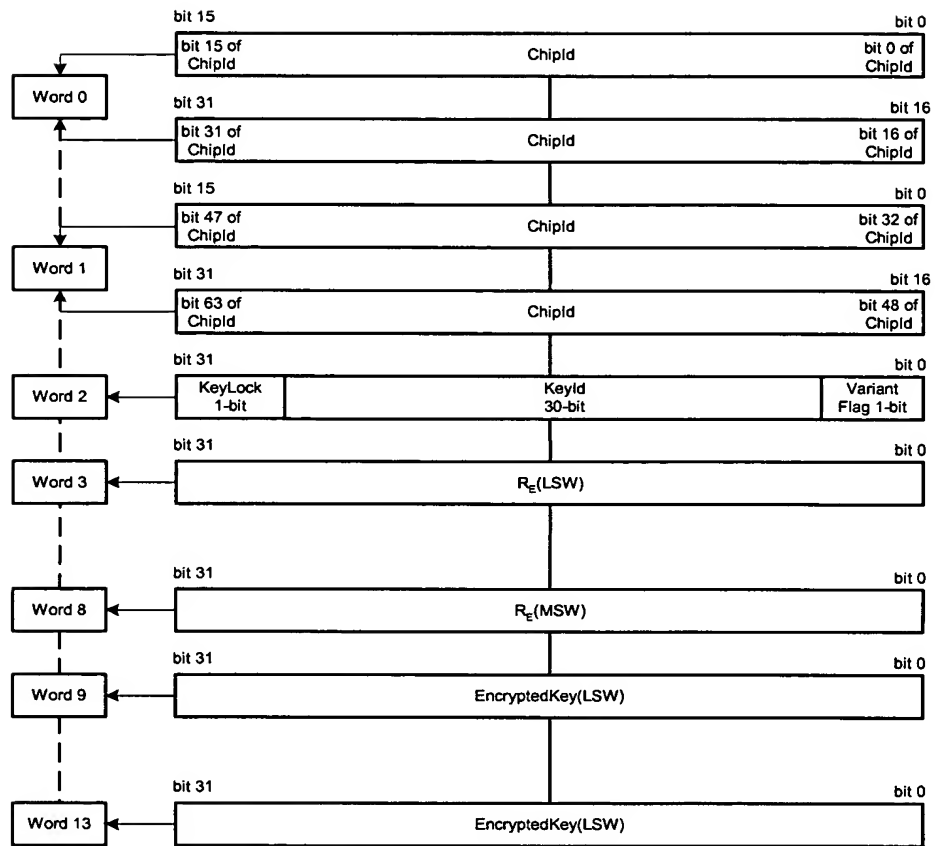 bit 15
bit 0
bit 15 of
ChipId
ChipId
bit 0 of
ChipId
Word 0
bit 31
bit 16
bit 31 of
ChipId
ChipId
bit 16 of
ChipId
bit 15
bit 0
bit 47 of
ChipId
ChipId
bit 32 of
ChipId
Word 1
bit 31
bit 16
bit 63 of
ChipId
ChipId
bit 48 of
ChipId
bit 31
bit 0
Word 2
KeyLock
1-bit
KeyId
30-bit
Variant
Flag 1-bit
bit 31
bit 0
Word 3
R_E(LSW)
bit 31
bit 0
Word 8
R_E(MSW)
bit 31
bit 0
Word 9
EncryptedKey(LSW)
bit 31
bit 0
Word 13
EncryptedKey(LSW)